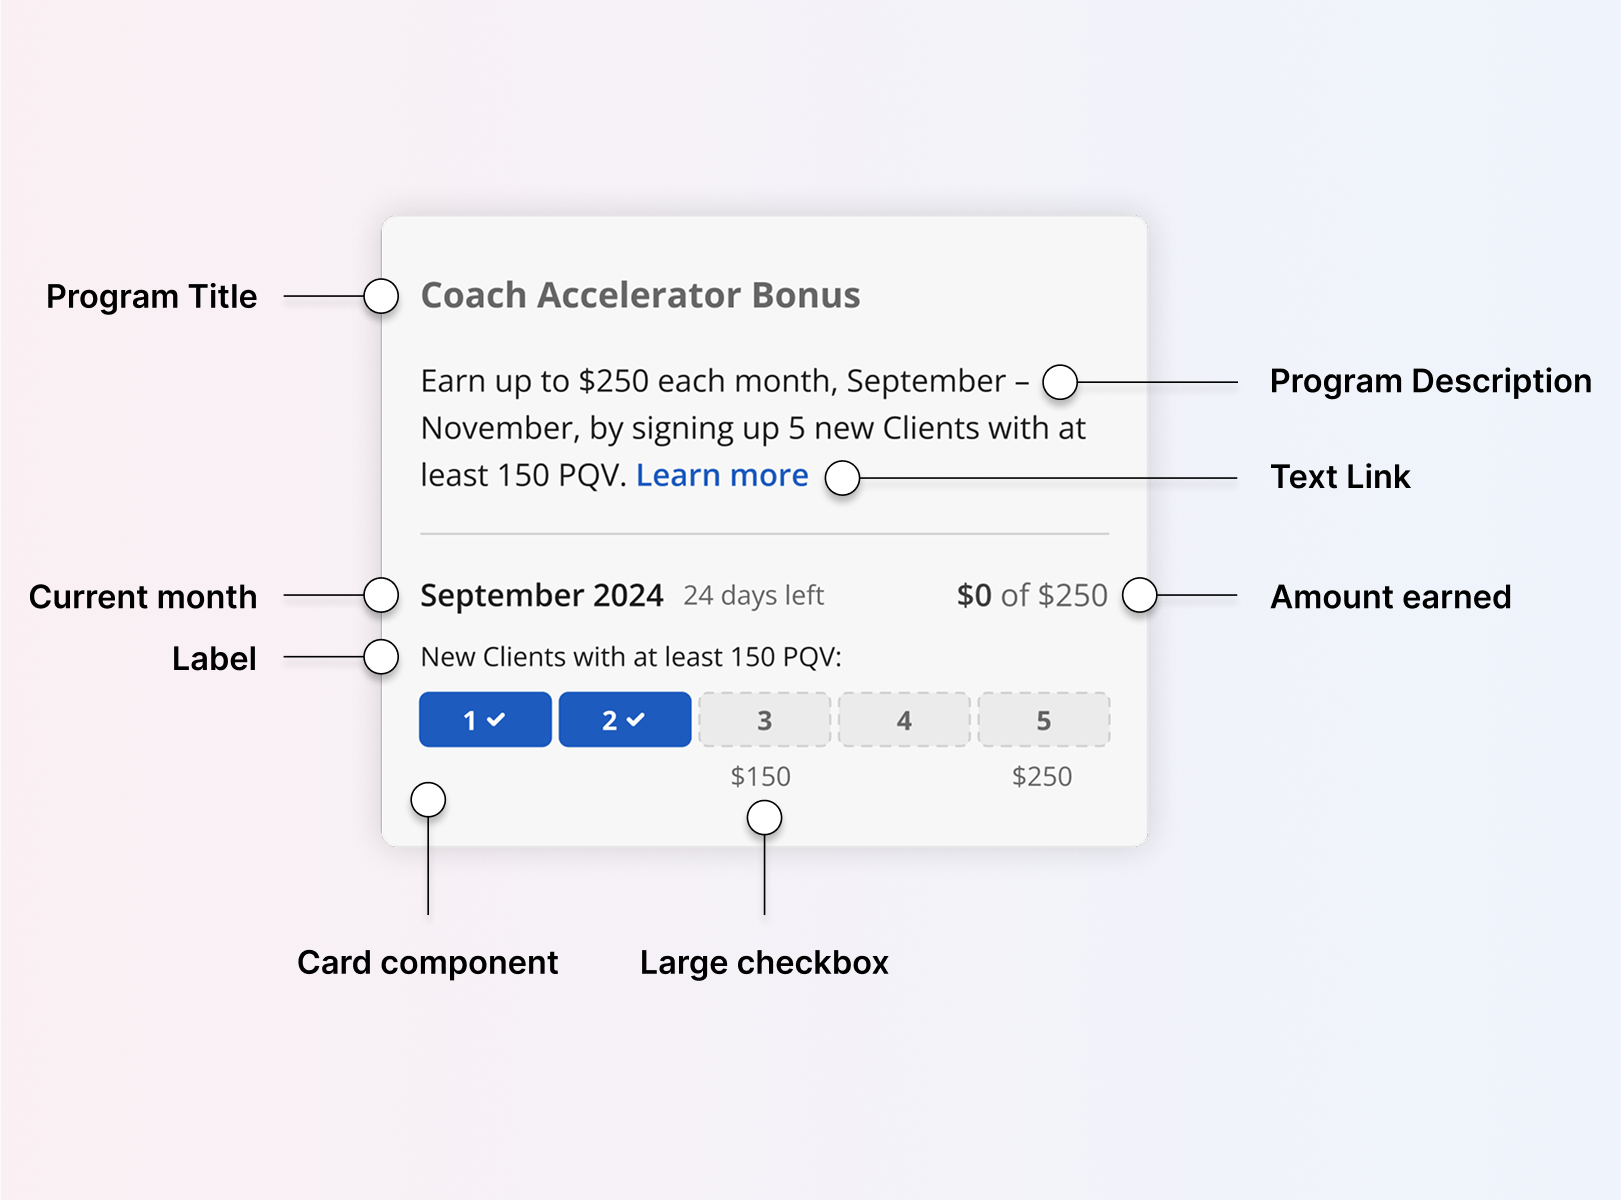 Program Title
Coach Accelerator Bonus
Earn up to $250 each month, September –
November, by signing up 5 new Clients with at
least 150 PQV. Learn more
Program Description
Text Link
Current month
September 2024 24 days left $0 of $250
Amount earned
Label
New Clients with at least 150 PQV:
1 2 3 4 5
$150 $250
Card component
Large checkbox